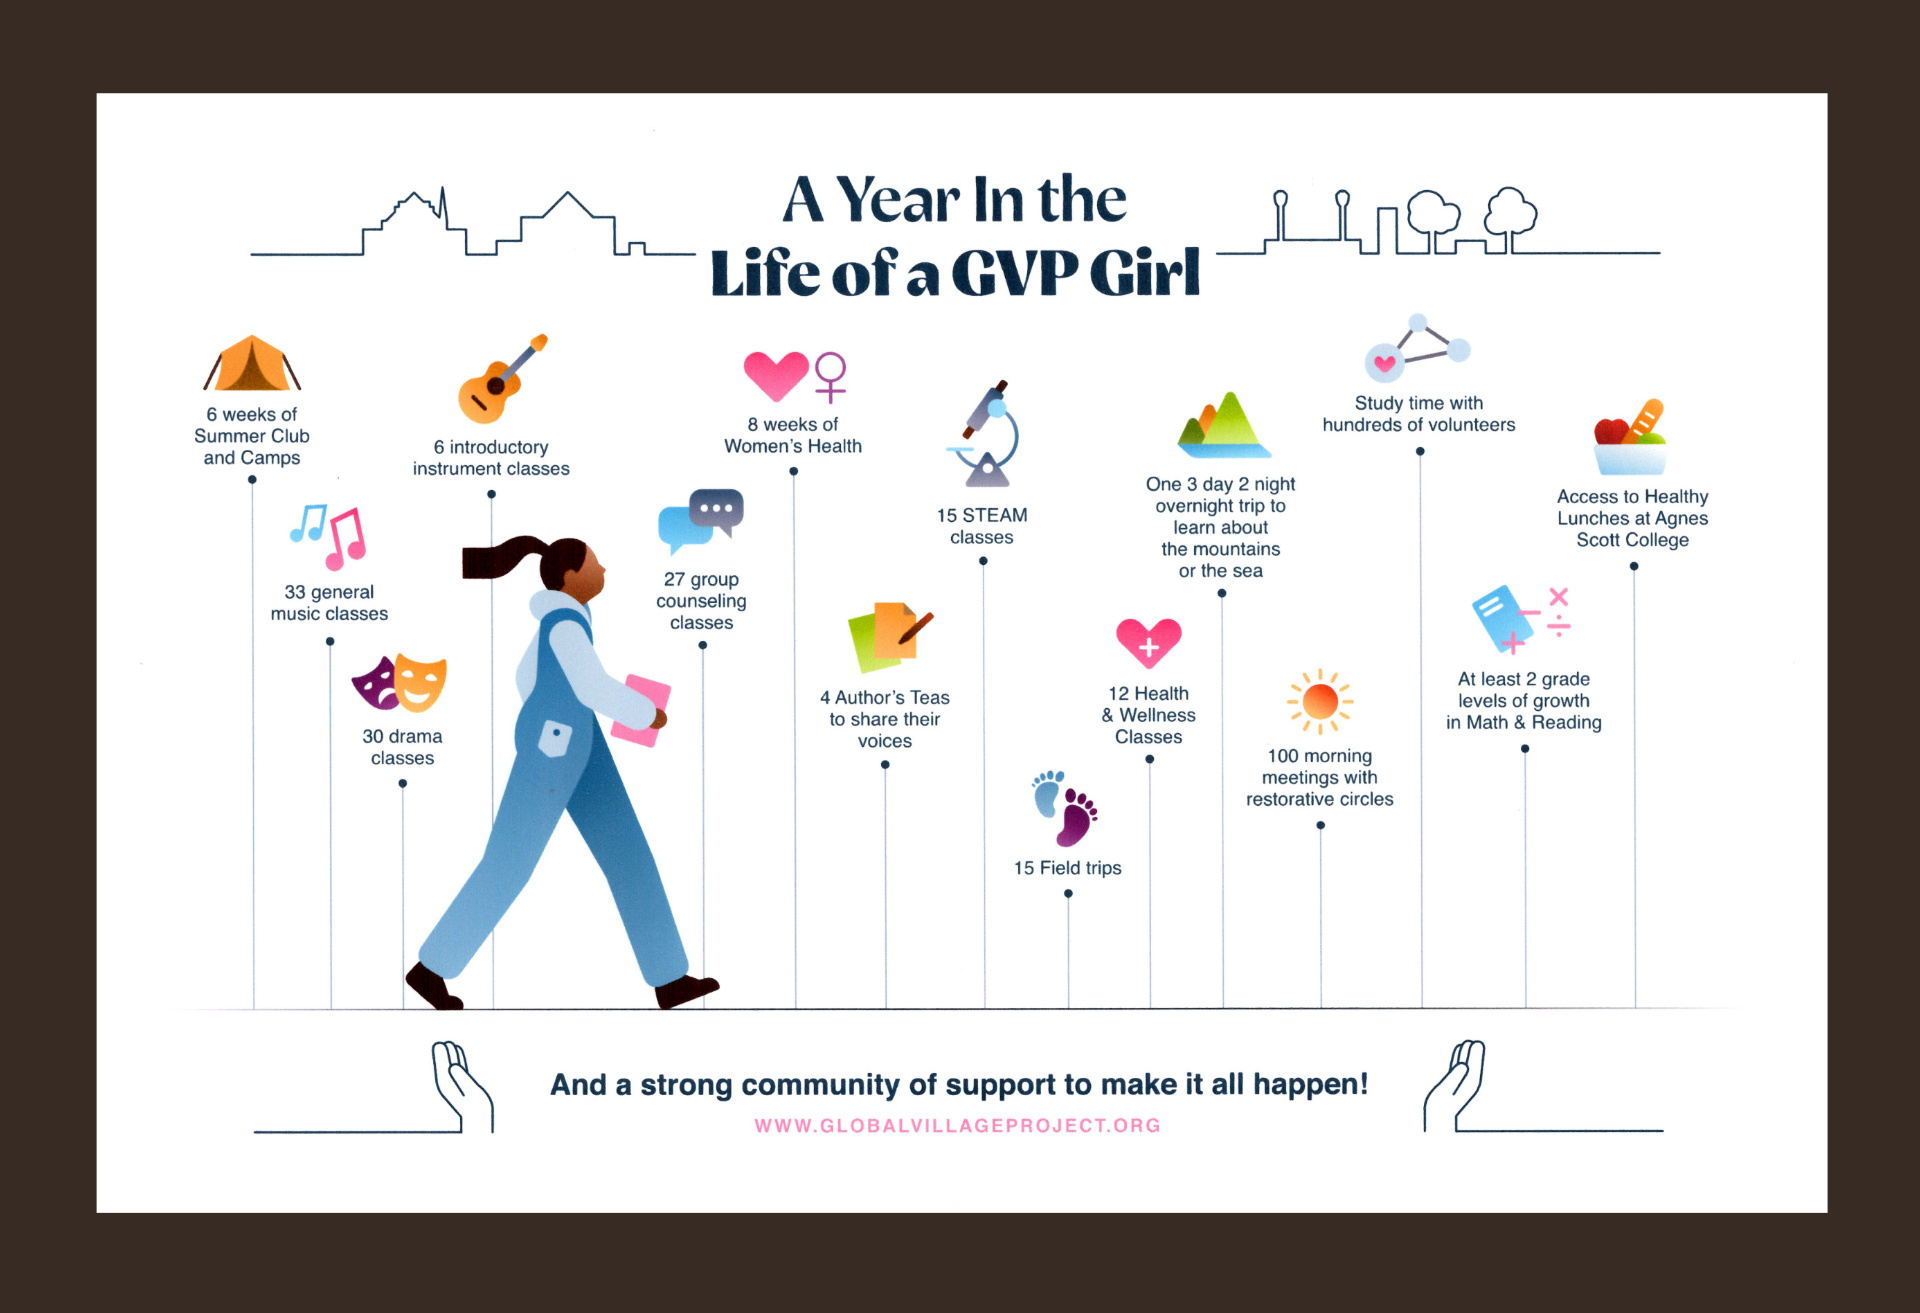 A Year In the
Life of a GVP Girl
6 weeks of
Summer Club
and Camps
33 general
music classes
30 drama
classes
6 introductory
instrument classes
27 group
counseling
classes
8 weeks of
Women's Health
4 Author's Teas
to share their
voices
15 STEAM
classes
15 Field trips
12 Health
& Wellness
Classes
One 3 day 2 night
overnight trip to
learn about
the mountains
or the sea
100 morning
meetings with
restorative circles
Study time with
hundreds of volunteers
At least 2 grade
levels of growth
in Math & Reading
Access to Healthy
Lunches at Agnes
Scott College
And a strong community of support to make it all happen!
WWW.GLOBALVILLAGEPROJECT.ORG